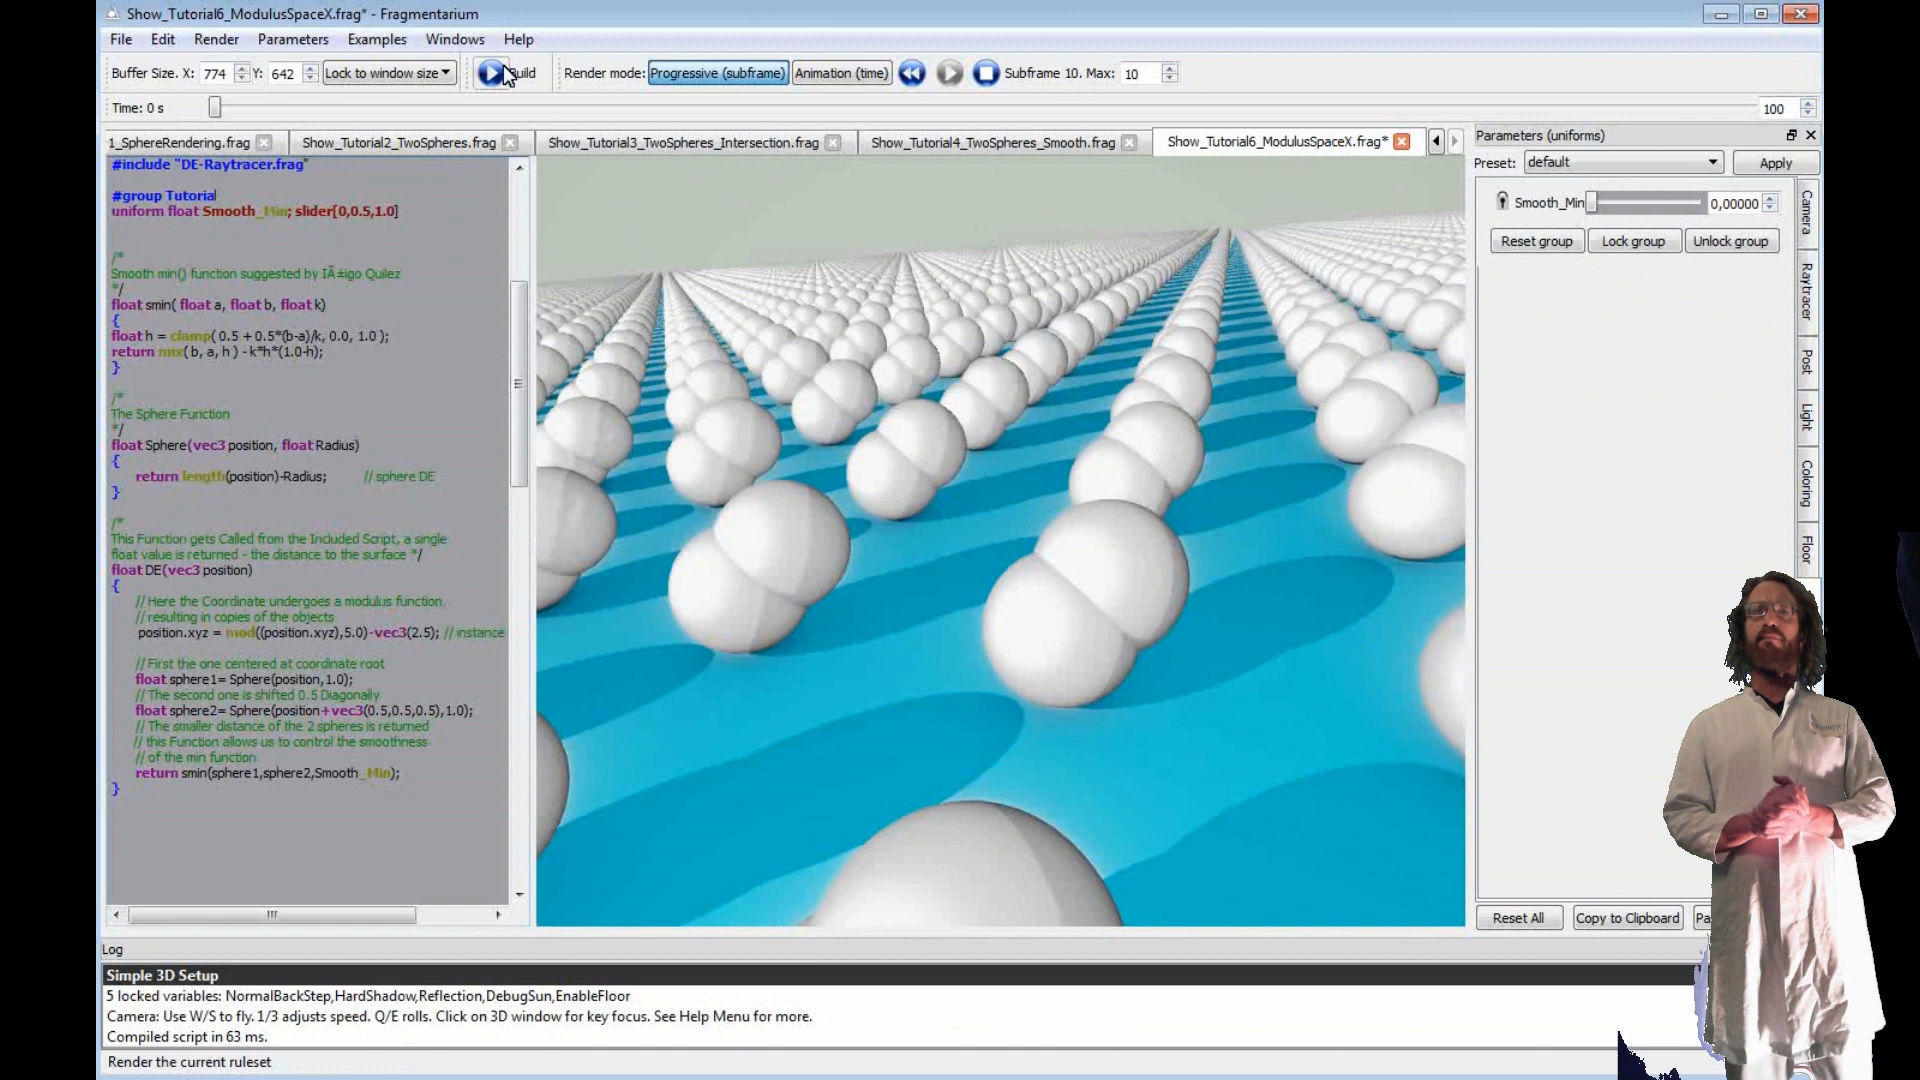 Show_Tutorial6_ModulusSpaceX.frag* - Fragmentarium
File Edit Render Parameters Examples Windows Help
Buffer Size. X: 774 Y: 642 Lock to window size Build Render mode: Progressive (subframe) Animation (time) Subframe 10. Max: 10
Time: 0 s 100
1_SphereRendering.frag Show_Tutorial2_TwoSpheres.frag Show_Tutorial3_TwoSpheres_Intersection.frag Show_Tutorial4_TwoSpheres_Smooth.frag Show_Tutorial6_ModulusSpaceX.frag*
#include "DE-Raytracer.frag"
#group Tutorial
uniform float Smooth_Min; slider[0,0.5,1.0]
/*
Smooth min() function suggested by IÃ±igo Quilez
*/
float smin( float a, float b, float k)
{
float h = clamp( 0.5 + 0.5*(b-a)/k, 0.0, 1.0 );
return mix( b, a, h ) - k*h*(1.0-h);
}
/*
The Sphere Function
*/
float Sphere(vec3 position, float Radius)
{
return length(position)-Radius; // sphere DE
}
/*
This Function gets Called from the Included Script, a single
float value is returned - the distance to the surface */
float DE(vec3 position)
{
// Here the Coordinate undergoes a modulus function,
// resulting in copies of the objects
position.xyz = mod((position.xyz),5.0)-vec3(2.5); // instance
// First the one centered at coordinate root
float sphere1= Sphere(position,1.0);
// The second one is shifted 0.5 Diagonally
float sphere2= Sphere(position+vec3(0.5,0.5,0.5),1.0);
// The smaller distance of the 2 spheres is returned
// this Function allows us to control the smoothness
// of the min function
return smin(sphere1,sphere2,Smooth_Min);
}
Parameters (uniforms)
Preset: default Apply
Smooth_Min 0,00000
Reset group Lock group Unlock group
Camera
Raytracer
Post
Light
Coloring
Floor
Reset All Copy to Clipboard Pa
Log
Simple 3D Setup
5 locked variables: NormalBackStep,HardShadow,Reflection,DebugSun,EnableFloor
Camera: Use W/S to fly. 1/3 adjusts speed. Q/E rolls. Click on 3D window for key focus. See Help Menu for more.
Compiled script in 63 ms.
Render the current ruleset